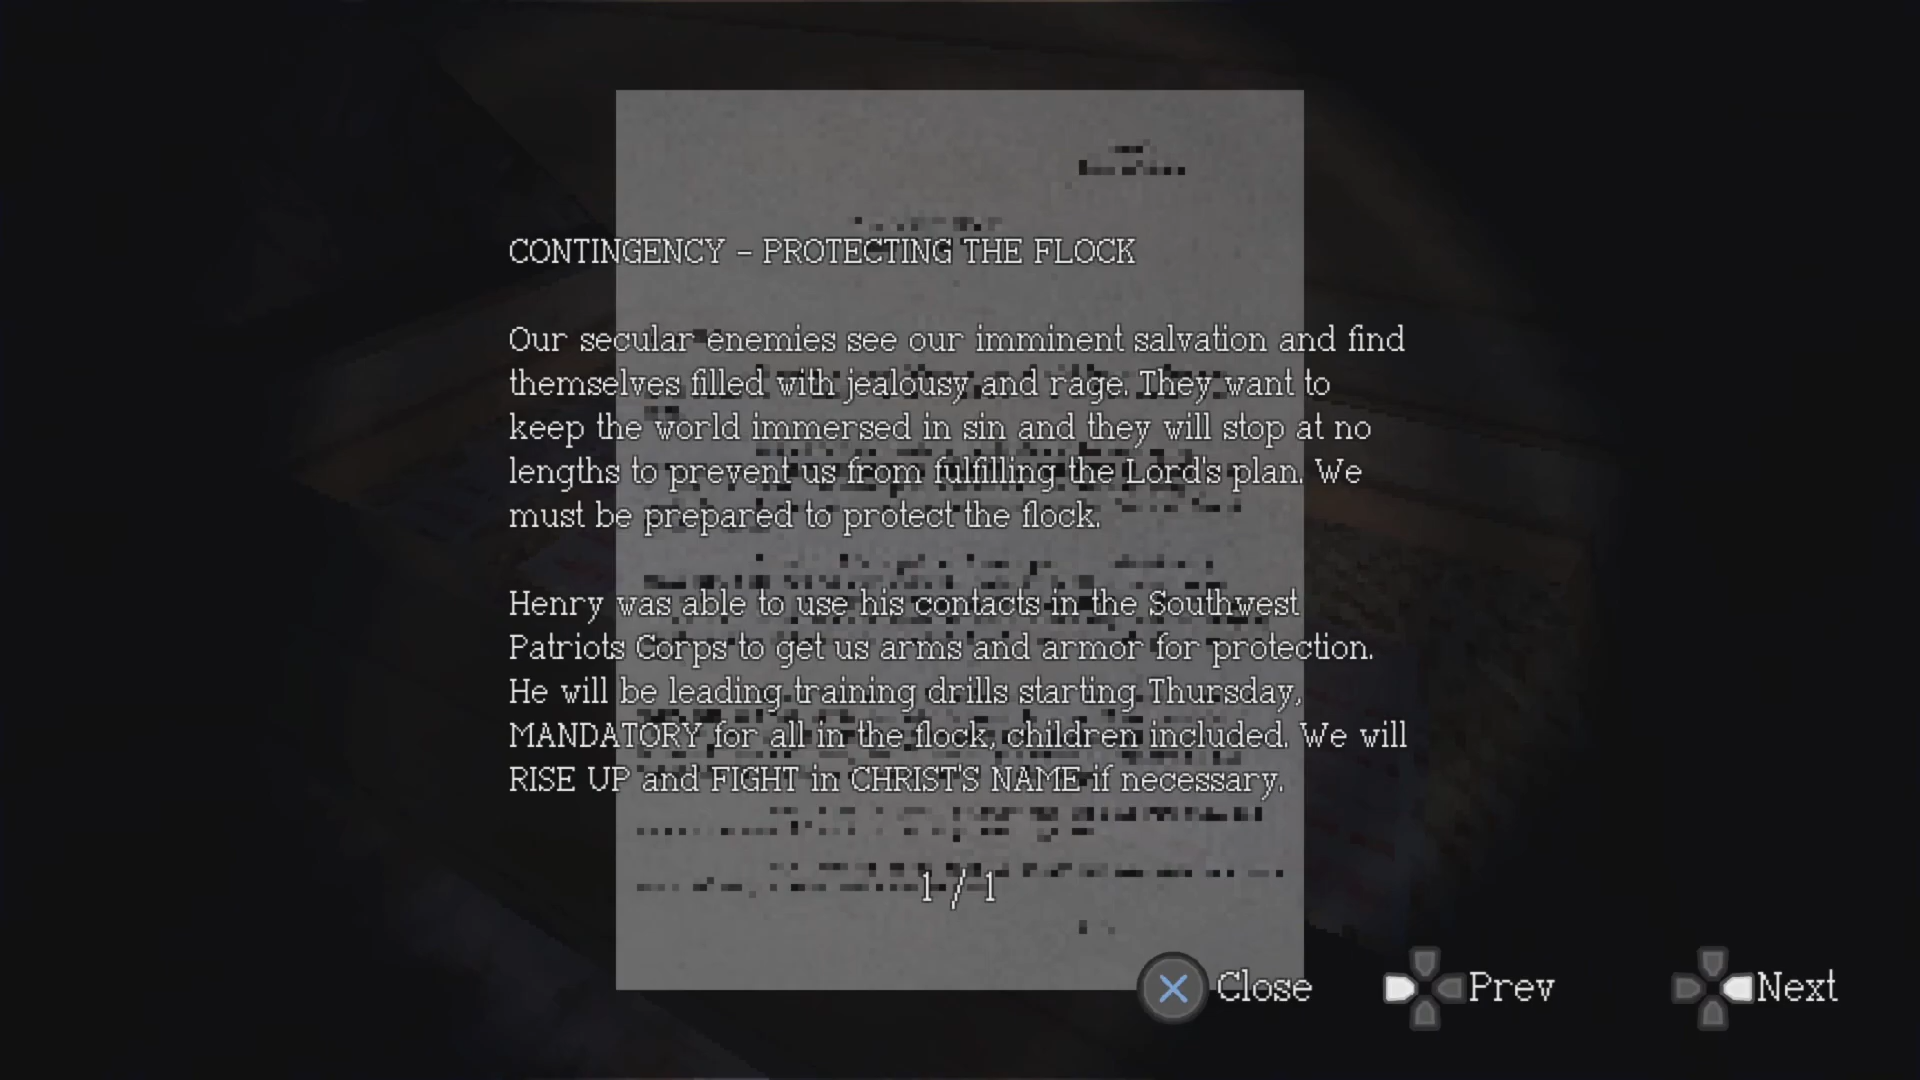 CONTINGENCY - PROTECTING THE FLOCK
Our secular enemies see our imminent salvation and find
themselves filled with jealousy and rage. They want to
keep the world immersed in sin and they will stop at no
lengths to prevent us from fulfilling the Lord's plan. We
must be prepared to protect the flock.
Henry was able to use his contacts in the Southwest
Patriots Corps to get us arms and armor for protection.
He will be leading training drills starting Thursday,
MANDATORY for all in the flock, children included. We will
RISE UP and FIGHT in CHRIST'S NAME if necessary.
1 / 1
Close Prev Next